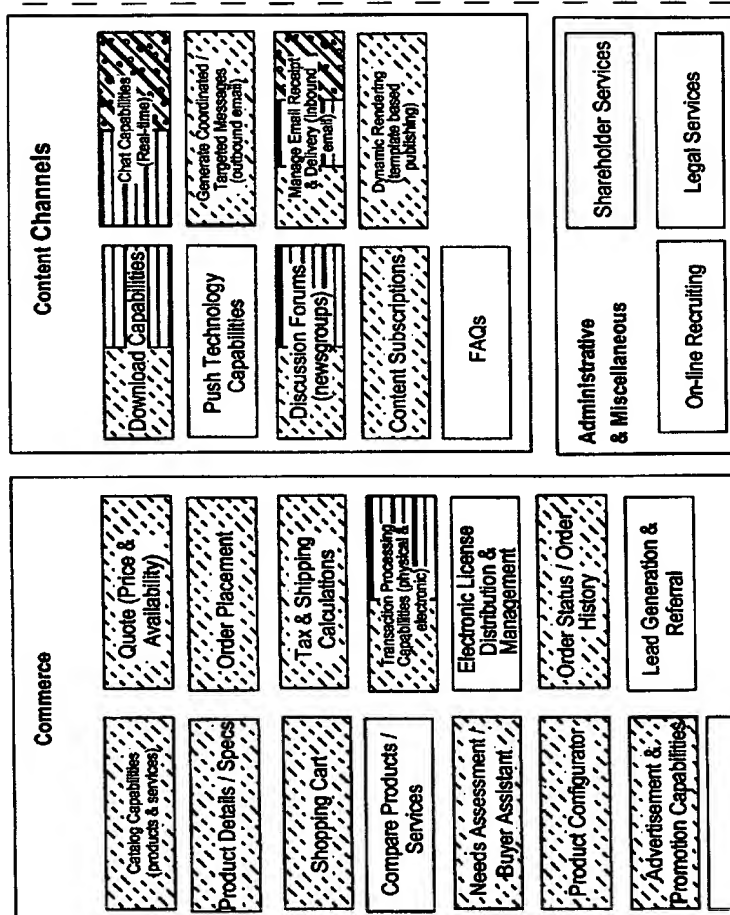 Commerce
Catalog Capabilities
(products & services)
Quote (Price &
Availability)
Product Details / Specs
Order Placement
Shopping Cart
Tax & Shipping
Calculations
Compare Products /
Services
Transaction Processing
Capabilities (physical &
electronic)
Needs Assessment /
Buyer Assistant
Electronic License
Distribution &
Management
Product Configurator
Order Status / Order
History
Advertisement &
Promotion Capabilities
Lead Generation &
Referral
Content Channels
Download Capabilities
Chat Capabilities
(Real-time)
Push Technology
Capabilities
Generate Coordinated /
Targeted Messages
(outbound email)
Discussion Forums
(newsgroups)
Manage Email Receipt
& Delivery (Inbound
email)
Content Subscriptions
Dynamic Rendering
(template based
publishing)
FAQs
Administrative
& Miscellaneous
Shareholder Services
On-line Recruiting
Legal Services